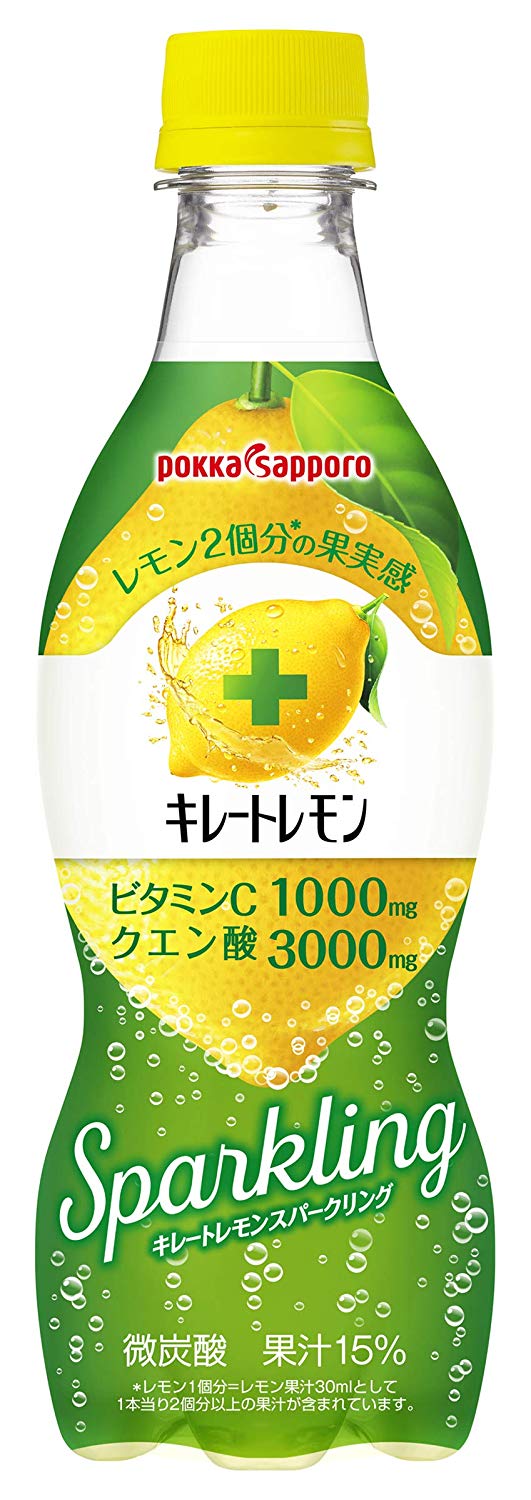 pokka sapporo
レモン2個分*の果実感
キレートレモン
ビタミンC 1000mg
クエン酸 3000mg
Sparkling
キレートレモンスパークリング
微炭酸 果汁15%
*レモン1個分=レモン果汁30mlとして
1本当り2個分以上の果汁が含まれています。